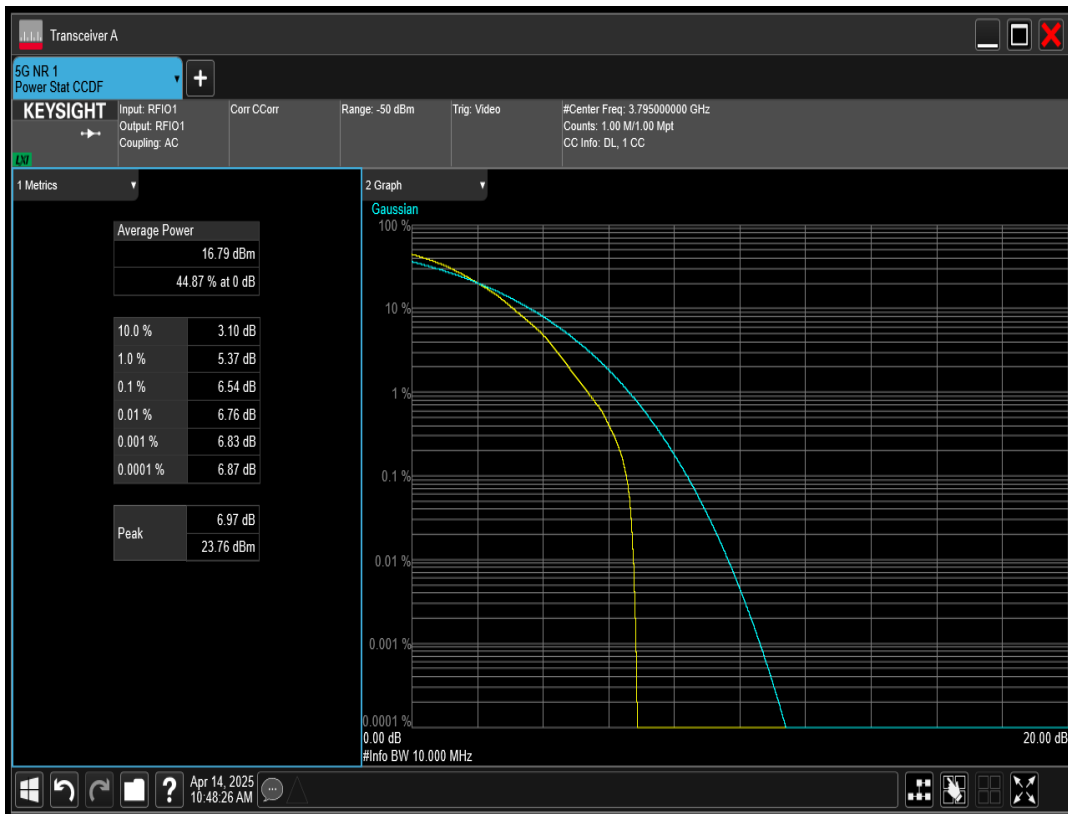 Transceiver A
5G NR 1
Power Stat CCDF
+
KEYSIGHT
LXI
Input: RFIO1
Output: RFIO1
Coupling: AC
Corr CCorr
Range: -50 dBm
Trig: Video
#Center Freq: 3.795000000 GHz
Counts: 1.00 M/1.00 Mpt
CC Info: DL, 1 CC
1 Metrics
Average Power
16.79 dBm
44.87 % at 0 dB
10.0 % 3.10 dB
1.0 % 5.37 dB
0.1 % 6.54 dB
0.01 % 6.76 dB
0.001 % 6.83 dB
0.0001 % 6.87 dB
Peak
6.97 dB
23.76 dBm
2 Graph
Gaussian
100 %
10 %
1 %
0.1 %
0.01 %
0.001 %
0.0001 %
0.00 dB 20.00 dB
#Info BW 10.000 MHz
?
Apr 14, 2025
10:48:26 AM